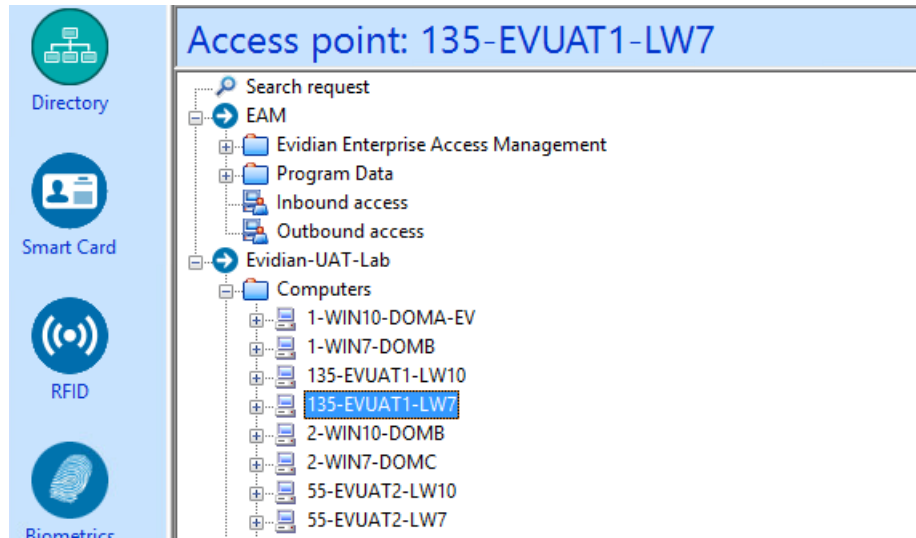 Access point: 135-EVUAT1-LW7
Directory
Smart Card
RFID
Biometrics
Search request
EAM
Evidian Enterprise Access Management
Program Data
Inbound access
Outbound access
Evidian-UAT-Lab
Computers
1-WIN10-DOMA-EV
1-WIN7-DOMB
135-EVUAT1-LW10
135-EVUAT1-LW7
2-WIN10-DOMB
2-WIN7-DOMC
55-EVUAT2-LW10
55-EVUAT2-LW7